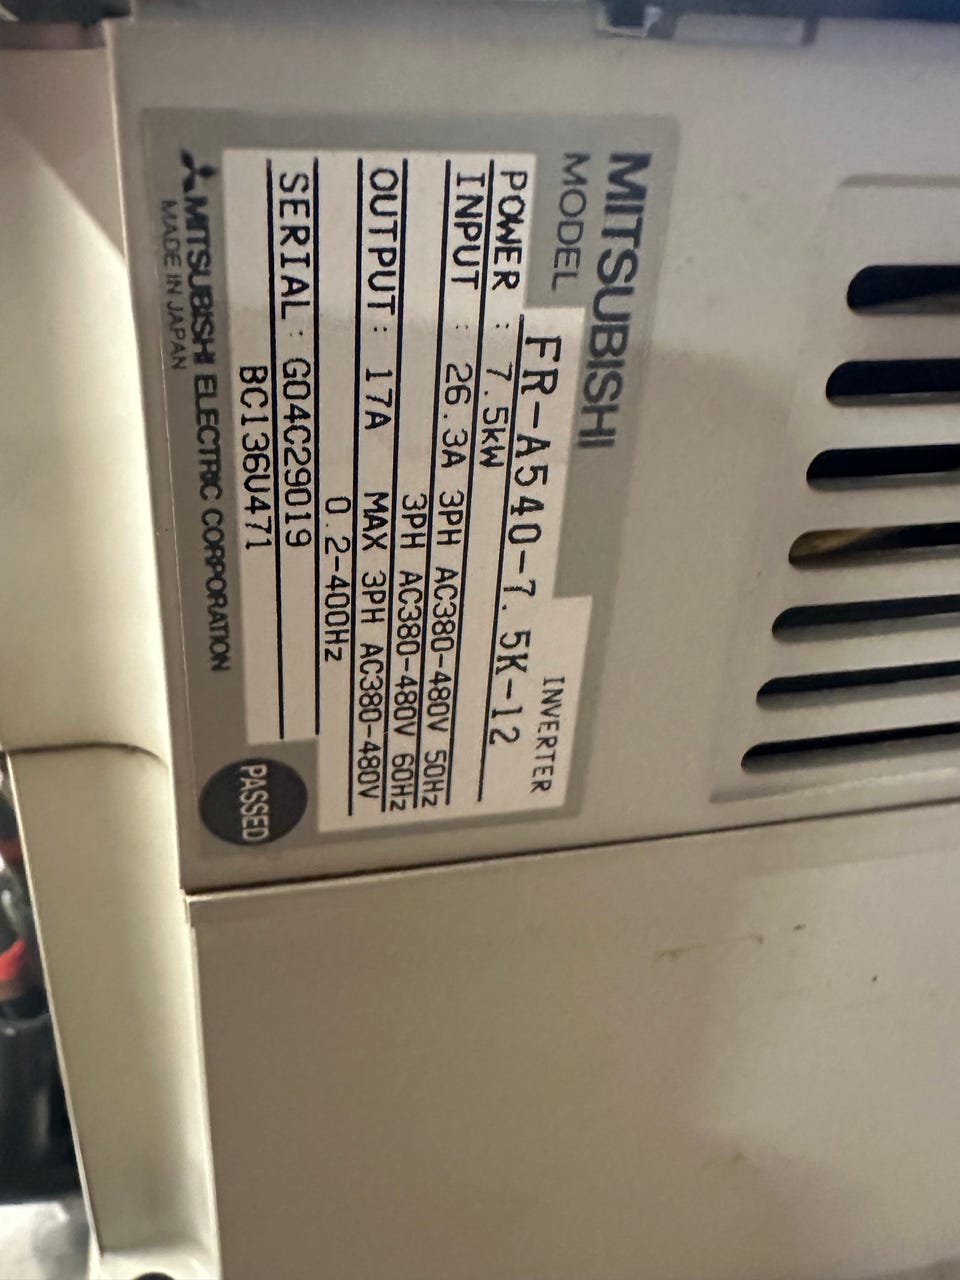 MITSUBISHI
MODEL FR-A540-7.5K-12 INVERTER
POWER : 7.5kW
INPUT : 26.3A 3PH AC380-480V 50Hz
3PH AC380-480V 60Hz
OUTPUT : 17A MAX 3PH AC380-480V
0.2-400Hz
SERIAL : G04C29019
BC136U471
PASSED
MITSUBISHI ELECTRIC CORPORATION
MADE IN JAPAN